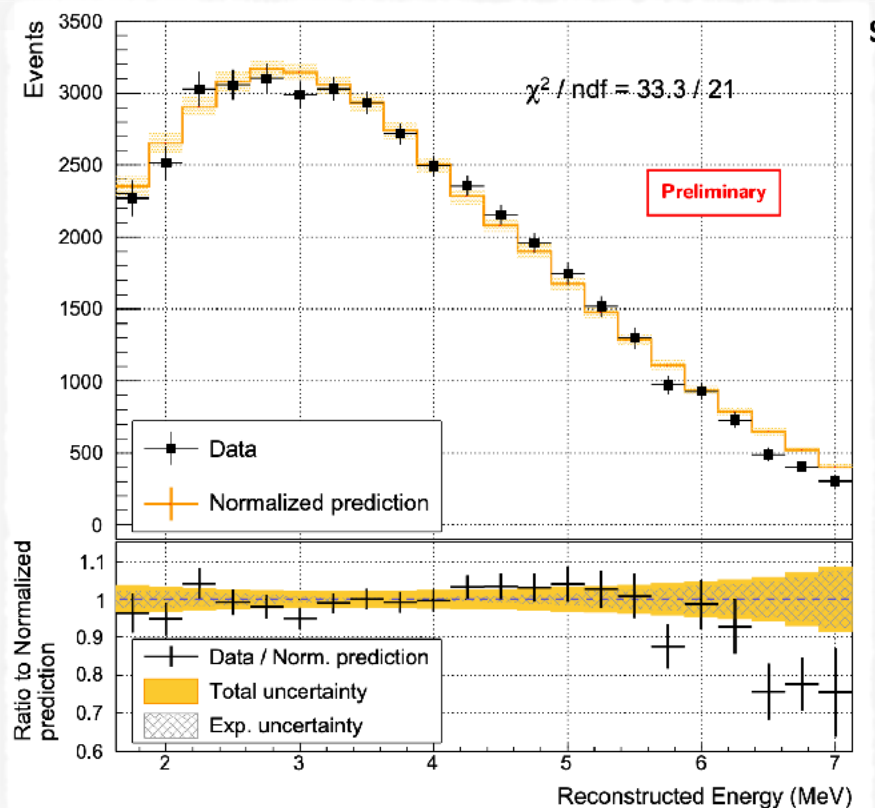 Events
3500
3000
2500
2000
1500
1000
500
0
χ² / ndf = 33.3 / 21
Preliminary
Data
Normalized prediction
Ratio to Normalized
prediction
1.1
1
0.9
0.8
0.7
0.6
Data / Norm. prediction
Total uncertainty
Exp. uncertainty
2 3 4 5 6 7
Reconstructed Energy (MeV)